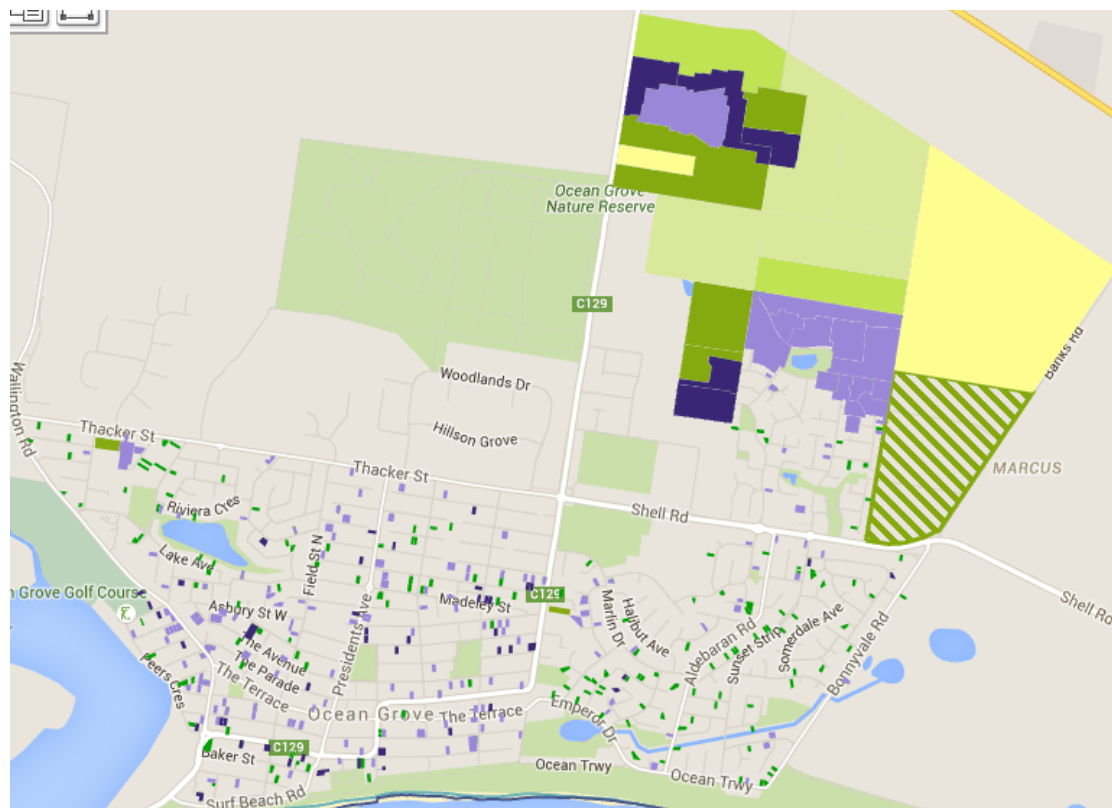 Ocean Grove
Nature Reserve
C129
Banks Rd
Wallington Rd
Woodlands Dr
Hillson Grove
Thacker St
Thacker St
MARCUS
Shell Rd
Riviera Cres
Lake Ave
Field St N
n Grove Golf Course
Asbury St W
Presidents Ave
Madeley St
C129
Marlin Dr
Halibut Ave
Aldebaran Rd
Sunset Strip
Somerdale Ave
Bonnyvale Rd
Shell Rd
The Avenue
The Parade
The Terrace
Peers Cres
Ocean Grove
The Terrace
Emperor Dr
C129
Baker St
Ocean Trwy
Ocean Trwy
Surf Beach Rd